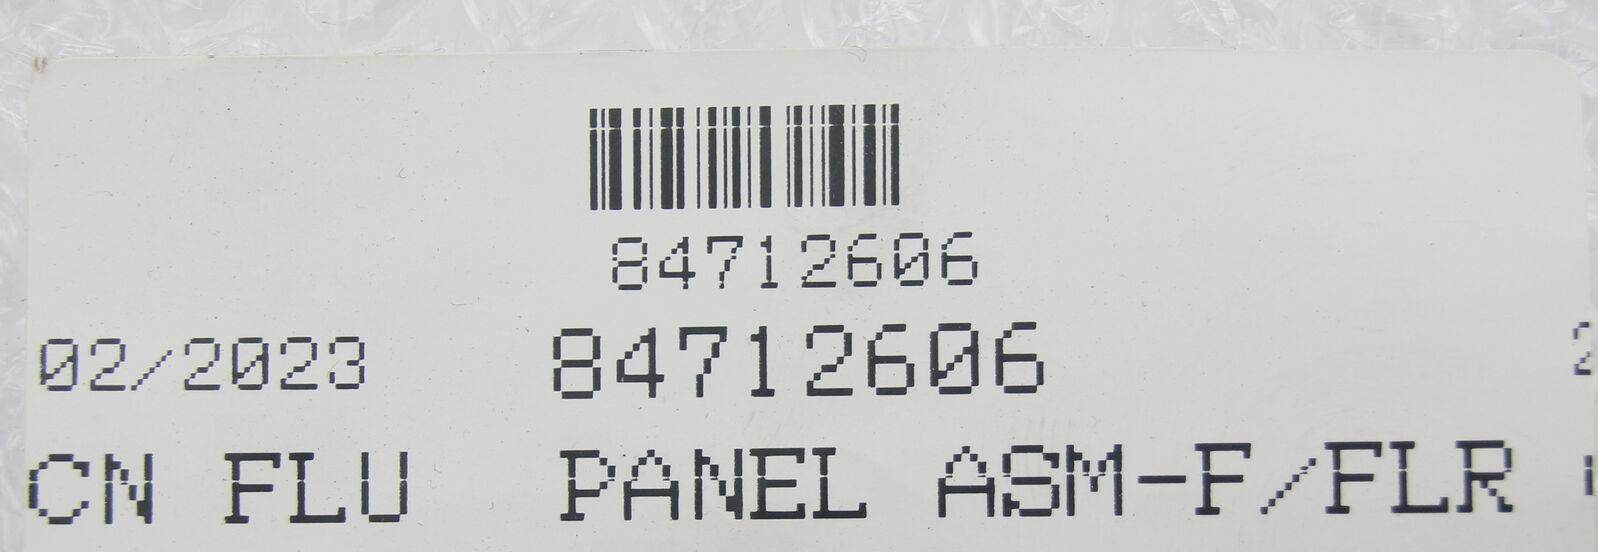 84712606
02/2023 84712606
CN FLU PANEL ASM-F/FLR